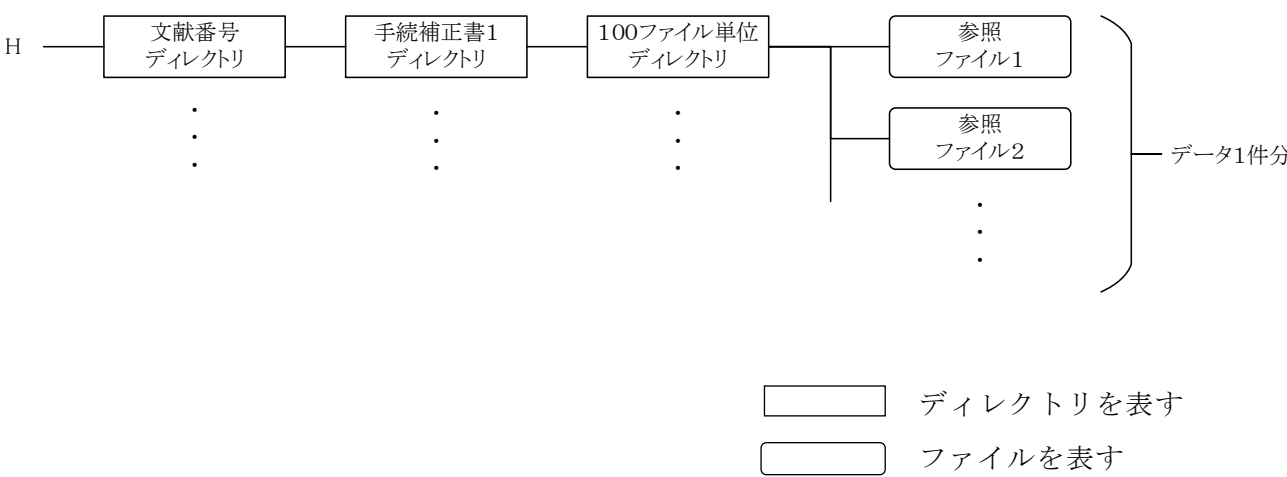 H
文献番号
ディレクトリ
手続補正書1
ディレクトリ
100ファイル単位
ディレクトリ
参照
ファイル1
参照
ファイル2
データ1件分
ディレクトリを表す
ファイルを表す